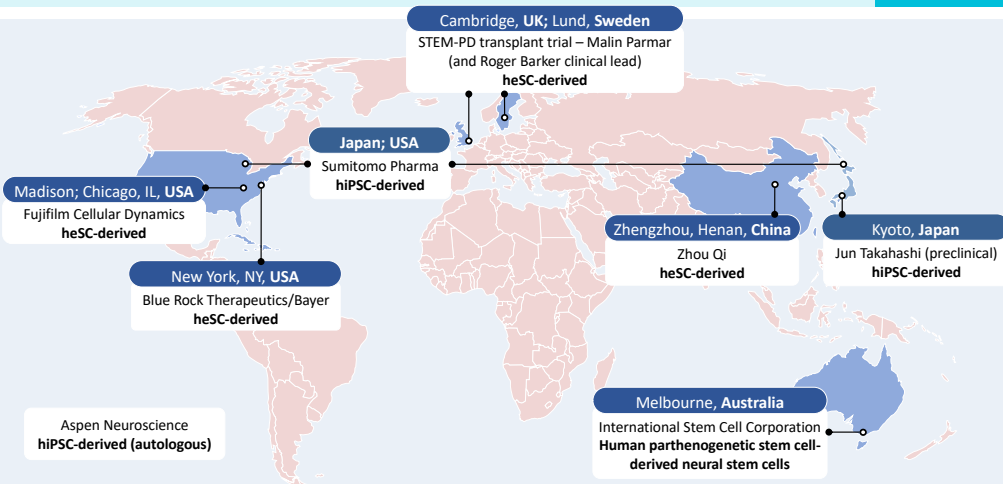 Cambridge, UK; Lund, Sweden
STEM-PD transplant trial – Malin Parmar
(and Roger Barker clinical lead)
heSC-derived
Japan; USA
Sumitomo Pharma
hiPSC-derived
Madison; Chicago, IL, USA
Fujifilm Cellular Dynamics
heSC-derived
New York, NY, USA
Blue Rock Therapeutics/Bayer
heSC-derived
Zhengzhou, Henan, China
Zhou Qi
heSC-derived
Kyoto, Japan
Jun Takahashi (preclinical)
hiPSC-derived
Melbourne, Australia
International Stem Cell Corporation
Human parthenogenetic stem cell-
derived neural stem cells
Aspen Neuroscience
hiPSC-derived (autologous)